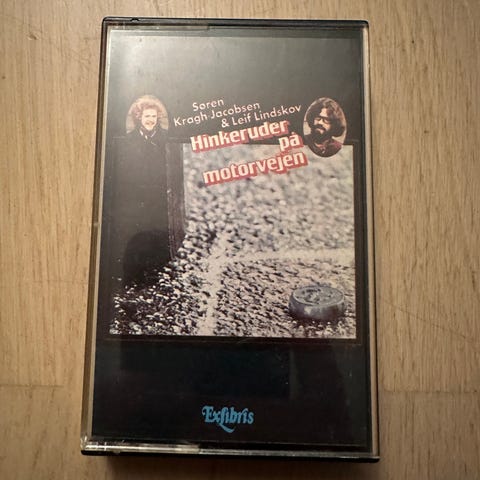 Søren
Kragh-Jacobsen
& Leif Lindskov
Hinkeruder
på
motorvejen
Exlibris